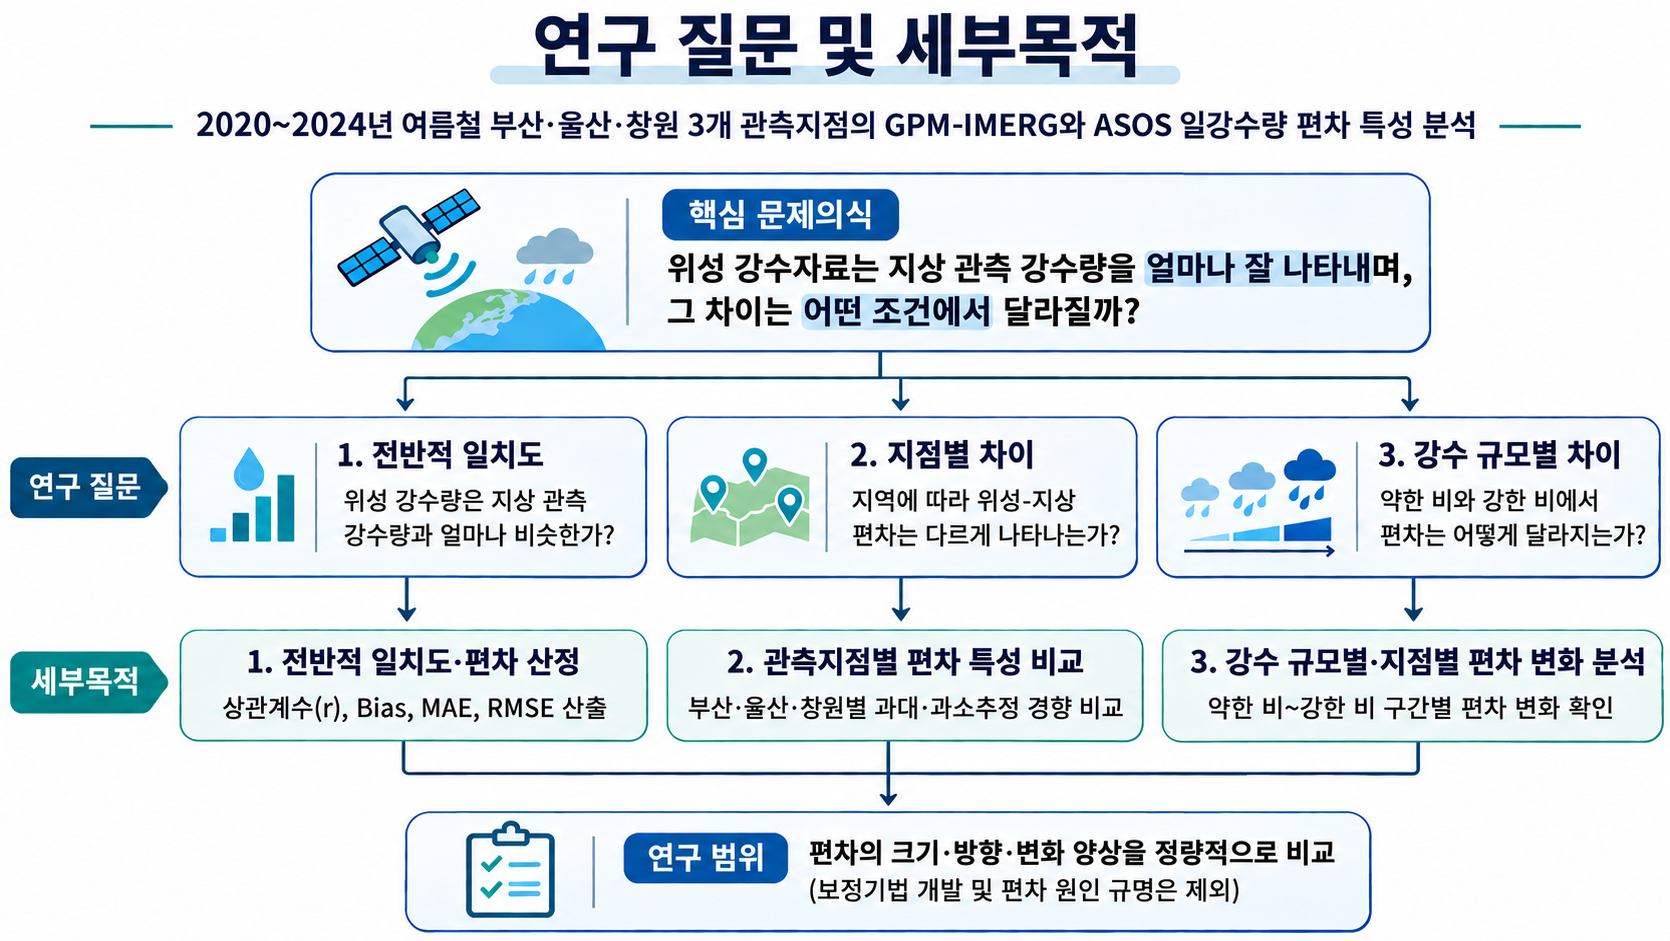 연구 질문 및 세부목적
2020~2024년 여름철 부산·울산·창원 3개 관측지점의 GPM-IMERG와 ASOS 일강수량 편차 특성 분석
핵심 문제의식
위성 강수자료는 지상 관측 강수량을 얼마나 잘 나타내며,
그 차이는 어떤 조건에서 달라질까?
연구 질문
1. 전반적 일치도
위성 강수량은 지상 관측
강수량과 얼마나 비슷한가?
2. 지점별 차이
지역에 따라 위성-지상
편차는 다르게 나타나는가?
3. 강수 규모별 차이
약한 비와 강한 비에서
편차는 어떻게 달라지는가?
세부목적
1. 전반적 일치도·편차 산정
상관계수(r), Bias, MAE, RMSE 산출
2. 관측지점별 편차 특성 비교
부산·울산·창원별 과대·과소추정 경향 비교
3. 강수 규모별·지점별 편차 변화 분석
약한 비~강한 비 구간별 편차 변화 확인
연구 범위
편차의 크기·방향·변화 양상을 정량적으로 비교
(보정기법 개발 및 편차 원인 규명은 제외)